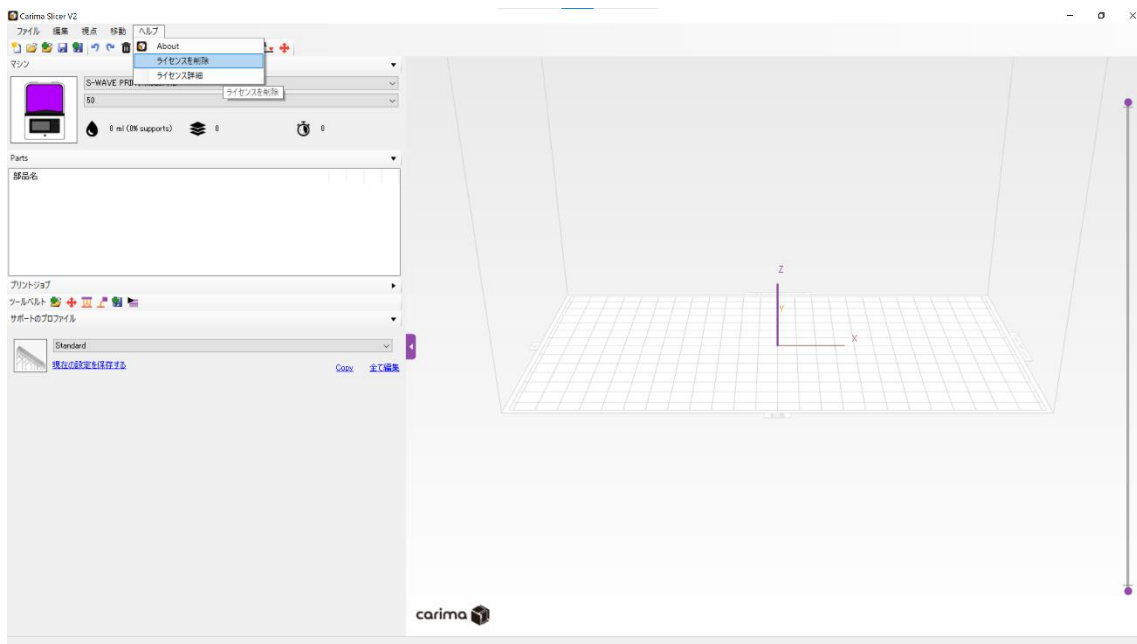 Carima Slicer V2
ファイル 編集 視点 移動 ヘルプ
About
マシン
ライセンスを削除
ライセンス詳細
ライセンスを削除
50
0 ml (0% supports) 0 0
Parts
部品名
プリントジョブ
ツールベルト
サポートのプロファイル
Standard
現在の設定を保存する
Copy 全て編集
Z
Y
X
carima